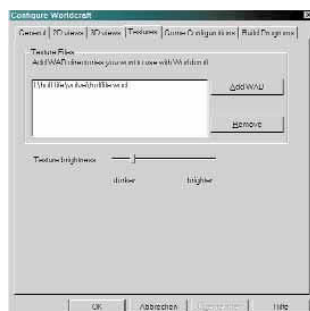 Configure Worldcraft
General 2D views 3D views Textures Game Configurations Build Programs
Texture Files
Add WAD directories you want to use with Worldcraft
Add WAD
Remove
Texture brightness
darker brighter
OK Abbrechen Hilfe